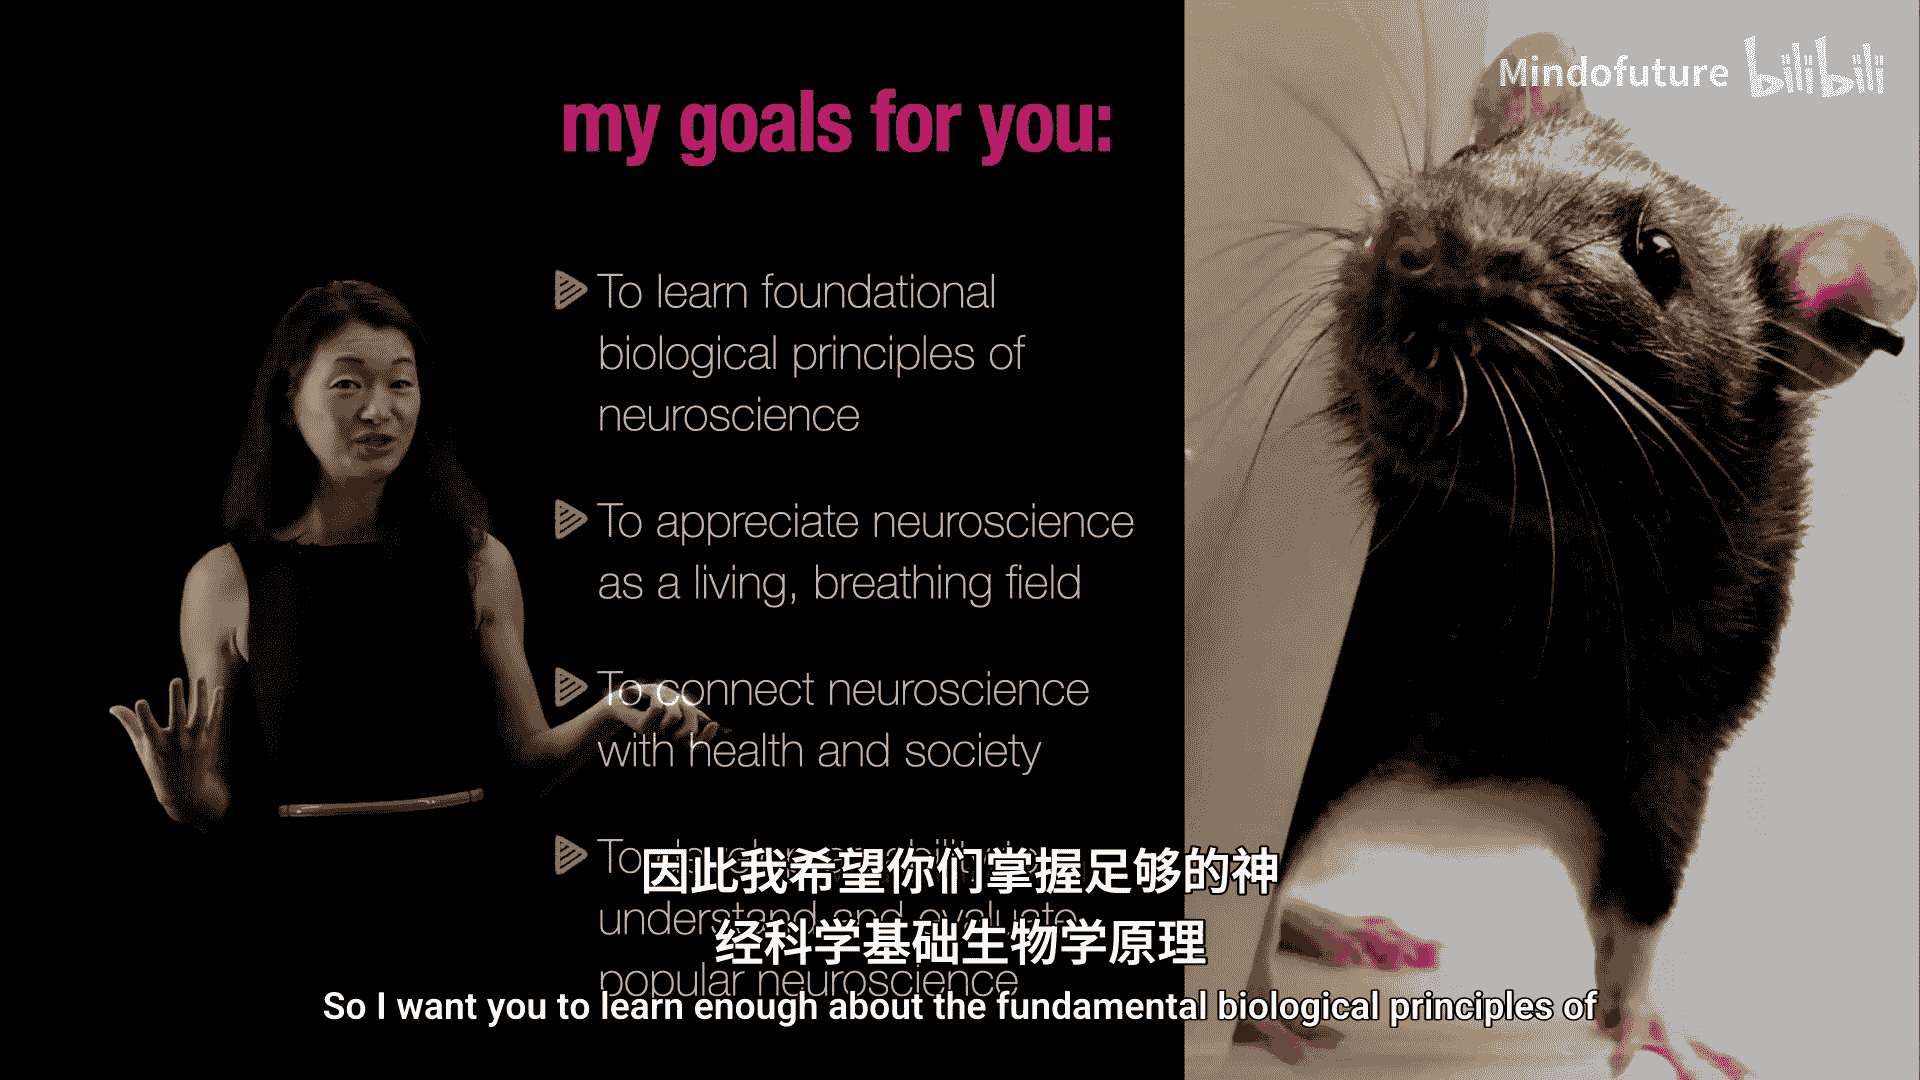 Mindofuture bilibili
my goals for you:
To learn foundational
biological principles of
neuroscience
To appreciate neuroscience
as a living, breathing field
To connect neuroscience
with health and society
To
understand and evaluate
popular neuroscience
因此我希望你们掌握足够的神
经科学基础生物学原理
So I want you to learn enough about the fundamental biological principles of